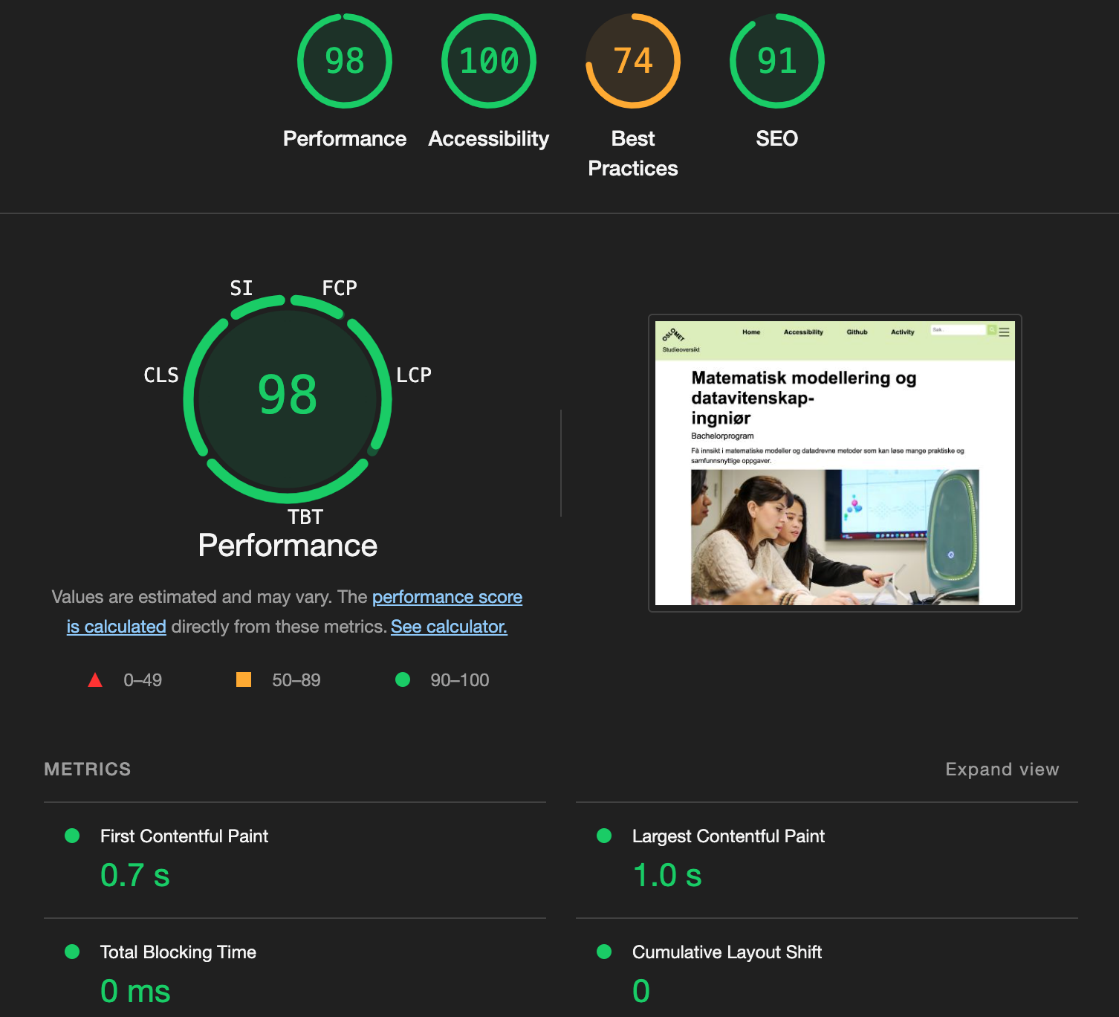 98
100
74
91
Performance
Accessibility
Best
Practices
SEO
SI
FCP
CLS
LCP
98
TBT
Performance
Values are estimated and may vary. The performance score
is calculated directly from these metrics. See calculator.
0–49
50–89
90–100
OSLOMET
Home
Accessibility
Github
Activity
Søk..
Studieoversikt
Matematisk modellering og
datavitenskap-
ingniør
Bachelorprogram
Få innsikt i matematiske modeller og datadrevne metoder som kan løse mange praktiske og
samfunnsnyttige oppgaver.
METRICS
Expand view
First Contentful Paint
0.7 s
Largest Contentful Paint
1.0 s
Total Blocking Time
0 ms
Cumulative Layout Shift
0